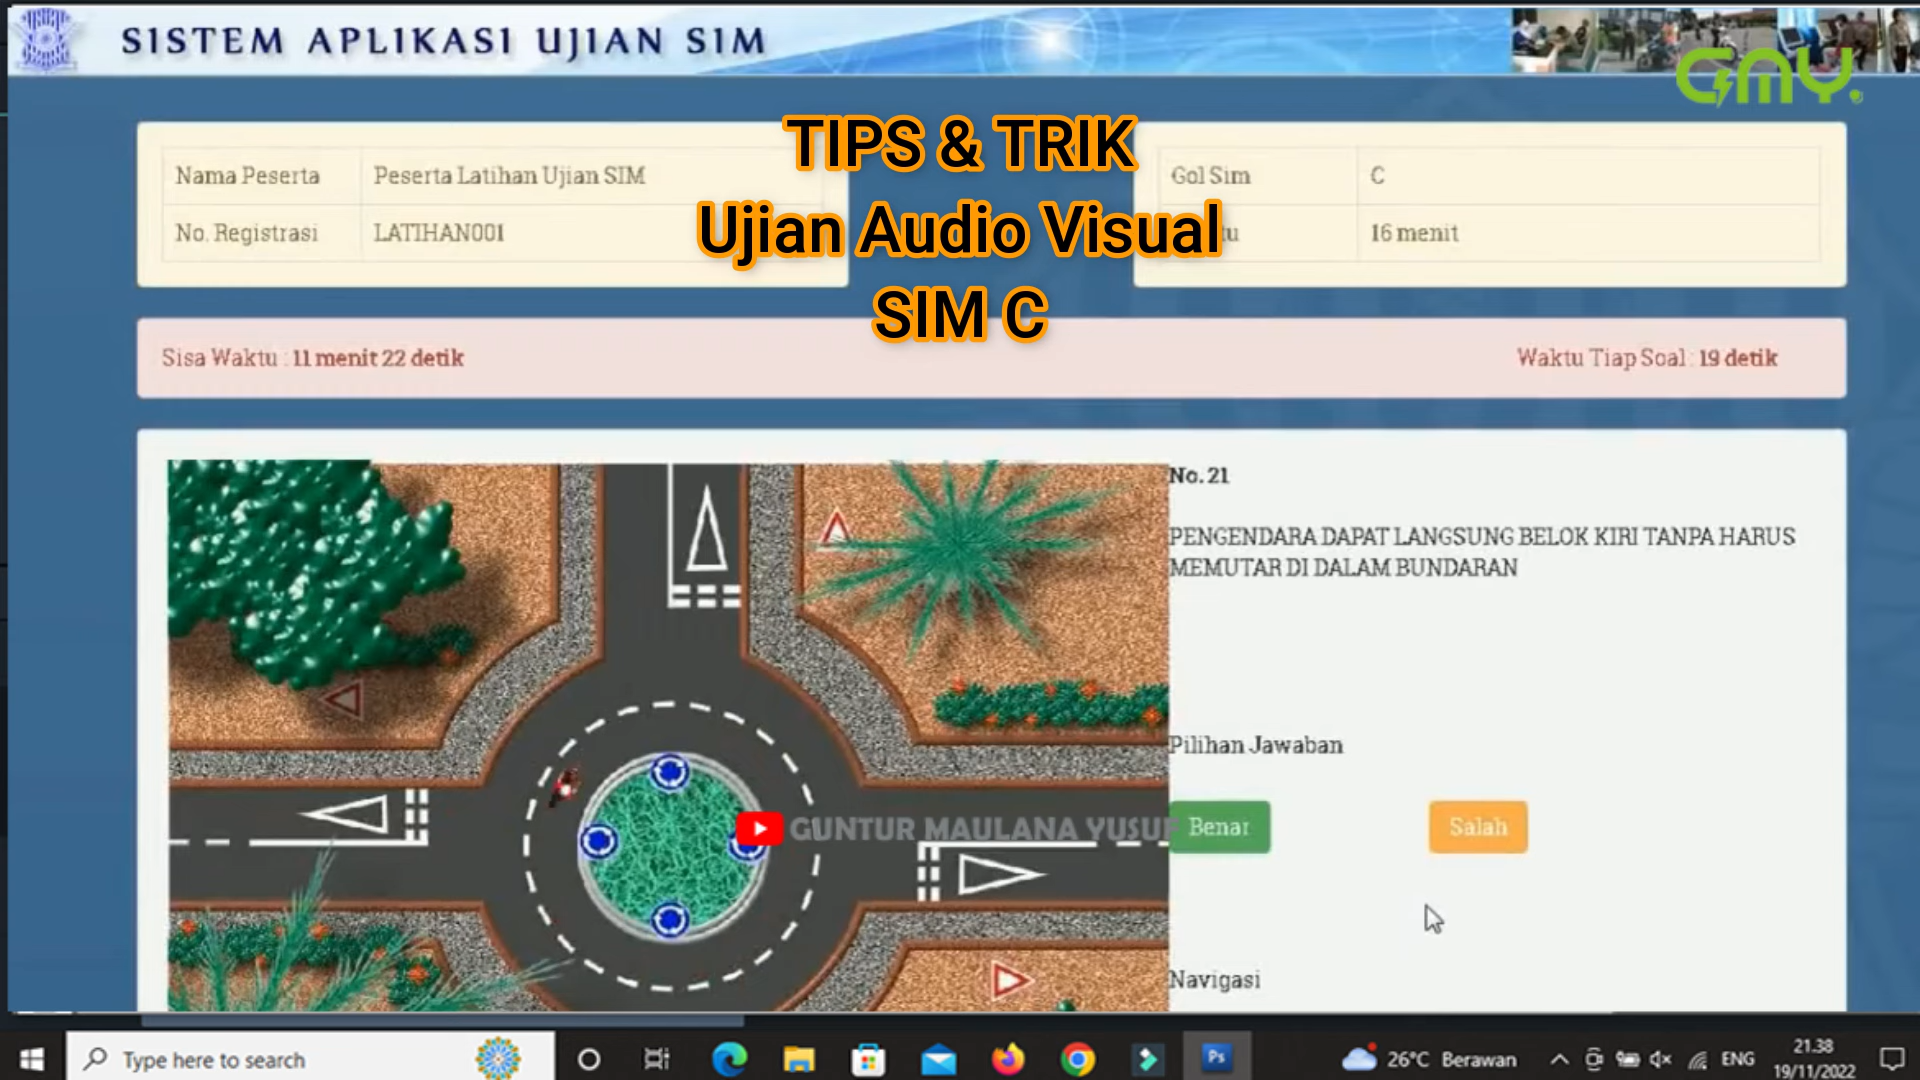 SISTEM APLIKASI UJIAN SIM
GMY.
TIPS & TRIK
Ujian Audio Visual
SIM C
Nama Peserta Peserta Latihan Ujian SIM
No. Registrasi LATIHAN001
Gol Sim C
16 menit
Sisa Waktu : 11 menit 22 detik
Waktu Tiap Soal : 19 detik
No. 21
PENGENDARA DAPAT LANGSUNG BELOK KIRI TANPA HARUS
MEMUTAR DI DALAM BUNDARAN
Pilihan Jawaban
GUNTUR MAULANA YUSUF
Benar Salah
Navigasi
Type here to search
Ps
26°C Berawan
ENG
21.38
19/11/2022